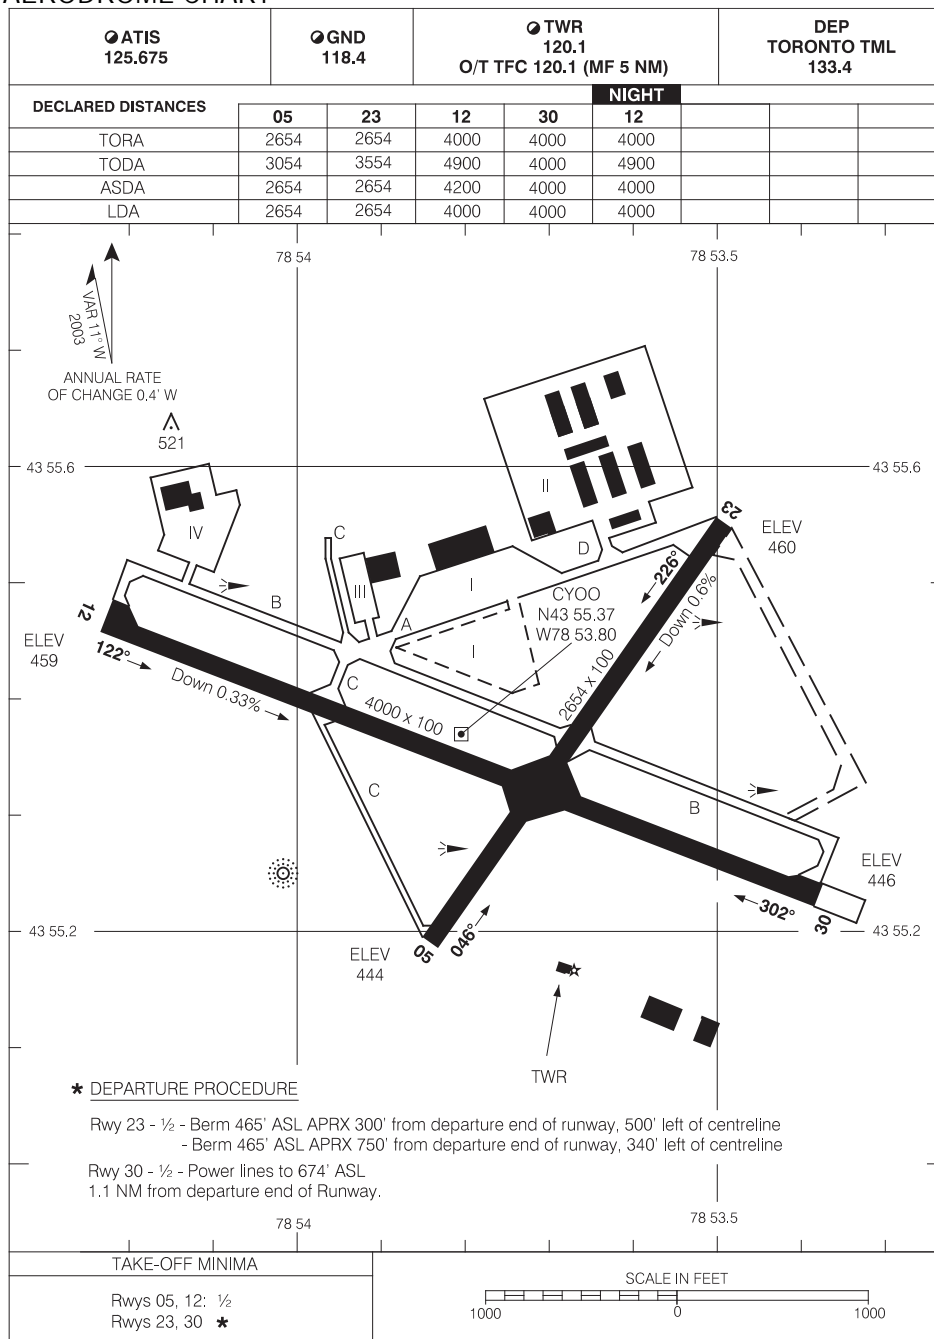 AERODROME CHART
ATIS
125.675
GND
118.4
TWR
120.1
O/T TFC 120.1 (MF 5 NM)
DEP
TORONTO TML
133.4
NIGHT
DECLARED DISTANCES 05 23 12 30 12
TORA 2654 2654 4000 4000 4000
TODA 3054 3554 4900 4000 4900
ASDA 2654 2654 4200 4000 4000
LDA 2654 2654 4000 4000 4000
78 54
78 53.5
VAR 11° W
2003
ANNUAL RATE
OF CHANGE 0.4' W
521
43 55.6
43 55.6
II
IV
C
III
I
D
23
ELEV
460
B
A
I
CYOO
N43 55.37
W78 53.80
226°
Down 0.6%
12
ELEV
459
122°
Down 0.33%
C
4000 x 100
2654 x 100
C
B
ELEV
446
302°
30
43 55.2
43 55.2
05
046°
ELEV
444
TWR
* DEPARTURE PROCEDURE
Rwy 23 - ½ - Berm 465' ASL APRX 300' from departure end of runway, 500' left of centreline
- Berm 465' ASL APRX 750' from departure end of runway, 340' left of centreline
Rwy 30 - ½ - Power lines to 674' ASL
1.1 NM from departure end of Runway.
78 54
78 53.5
TAKE-OFF MINIMA
Rwys 05, 12: ½
Rwys 23, 30 *
SCALE IN FEET
1000 0 1000